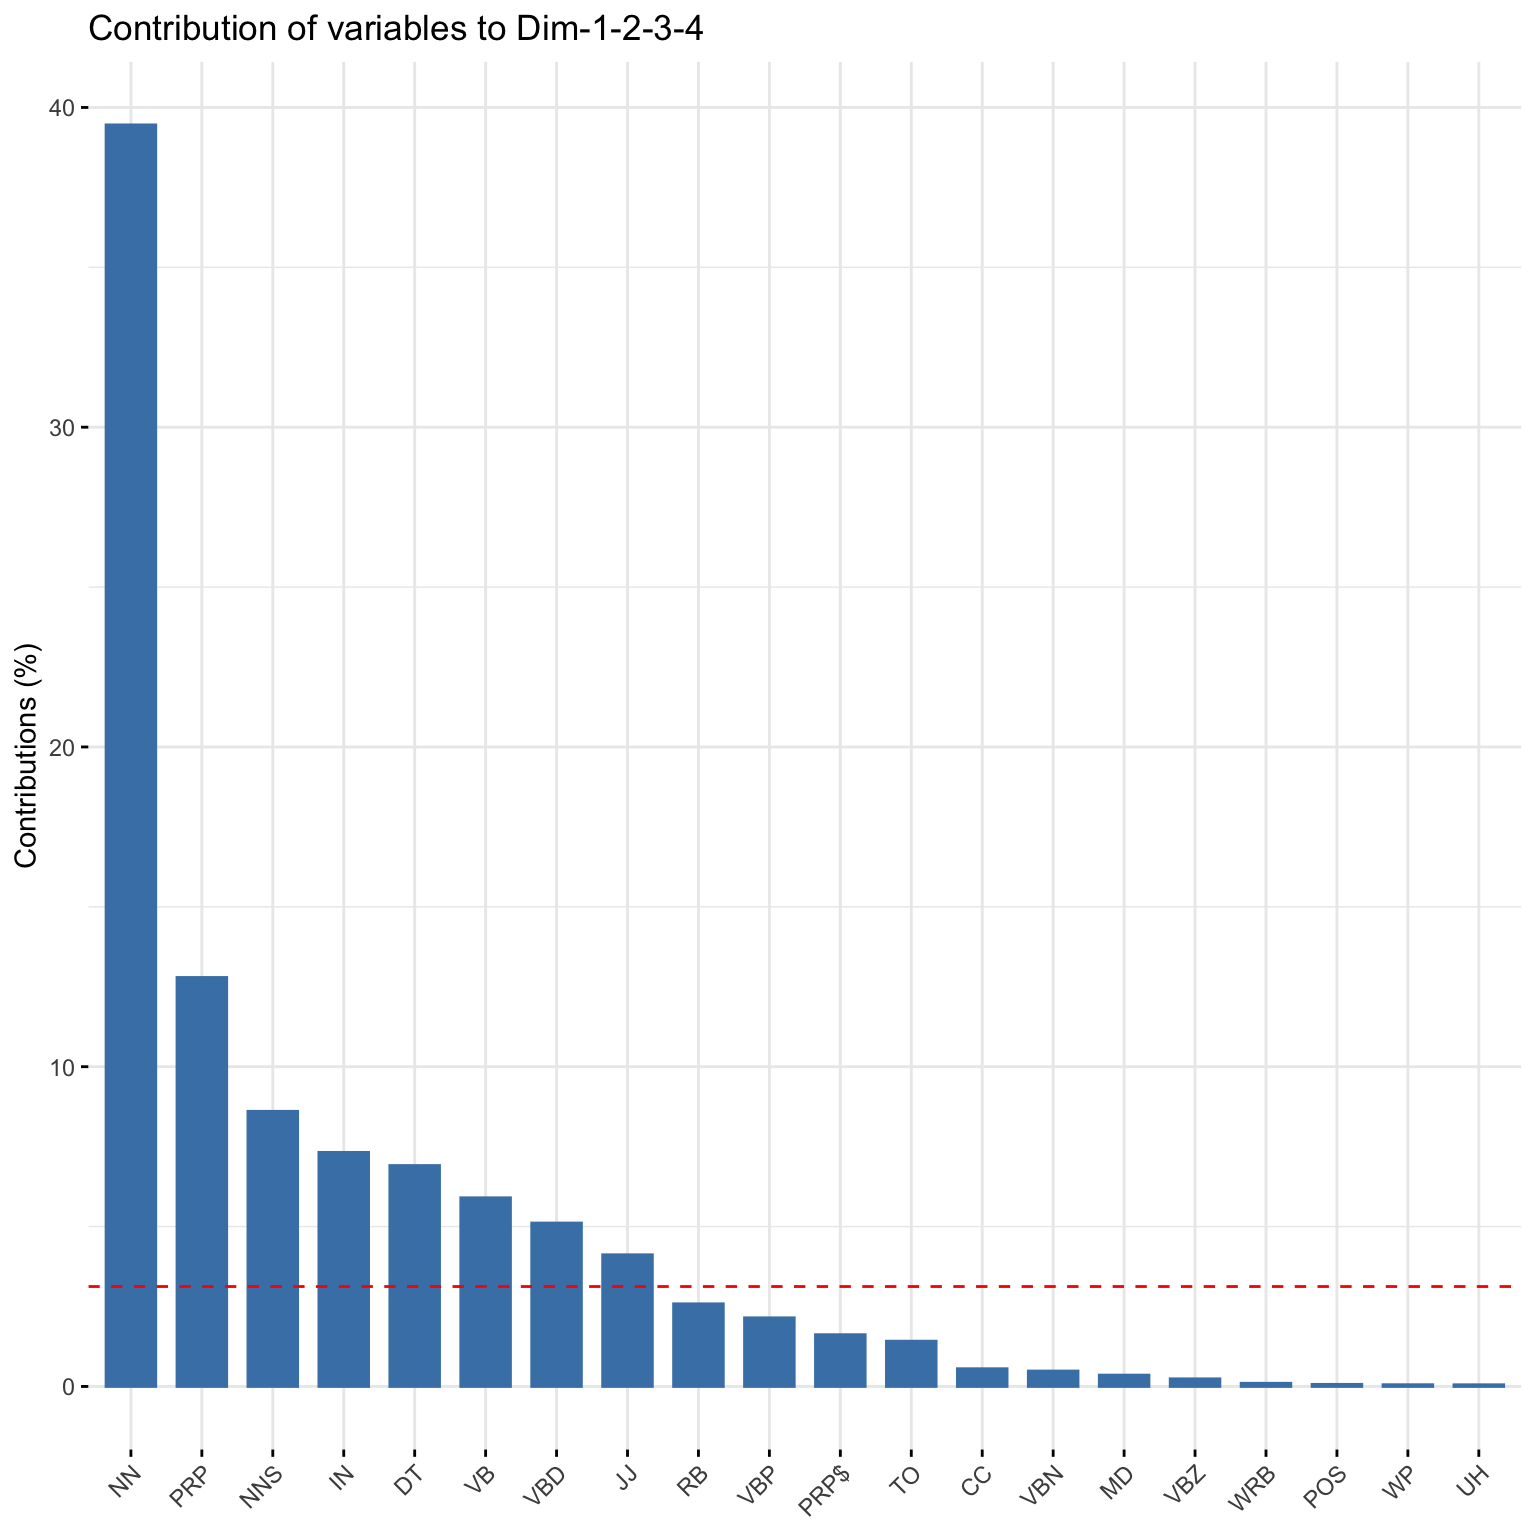 Contribution of variables to Dim-1-2-3-4
Contributions (%)
40
30
20
10
0
NN
PRP
NNS
IN
DT
VB
VBD
JJ
RB
VBP
PRP$
TO
CC
VBN
MD
VBZ
WRB
POS
WP
UH